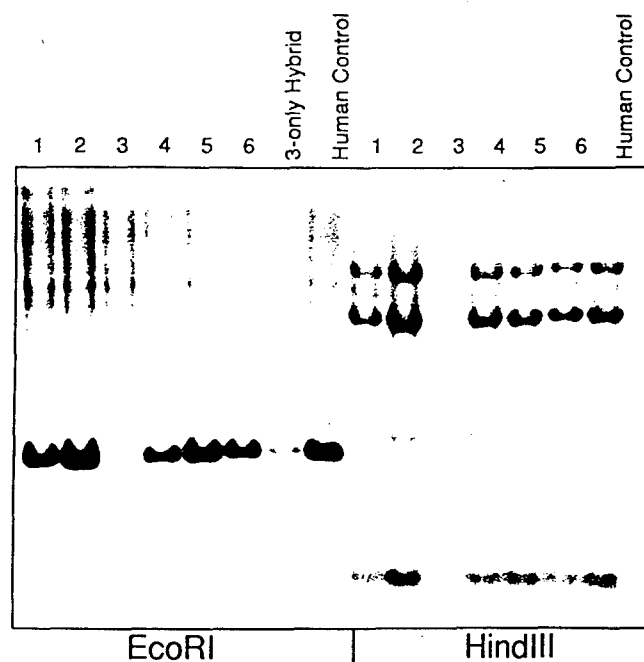 3-only Hybrid
Human Control
Human Control
1 2 3 4 5 6
1 2 3 4 5 6
EcoRI
HindIII